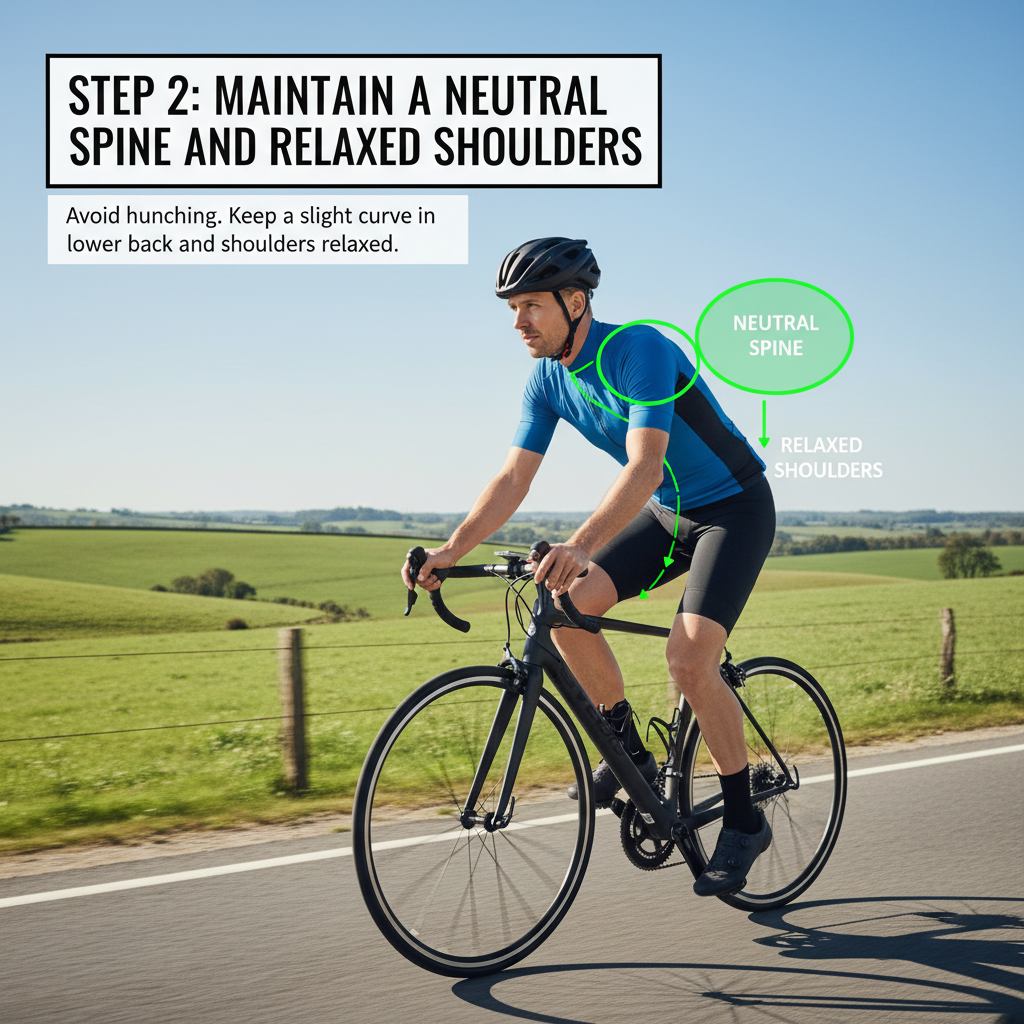 STEP 2: MAINTAIN A NEUTRAL
SPINE AND RELAXED SHOULDERS
Avoid hunching. Keep a slight curve in
lower back and shoulders relaxed.
NEUTRAL
SPINE
RELAXED
SHOULDERS